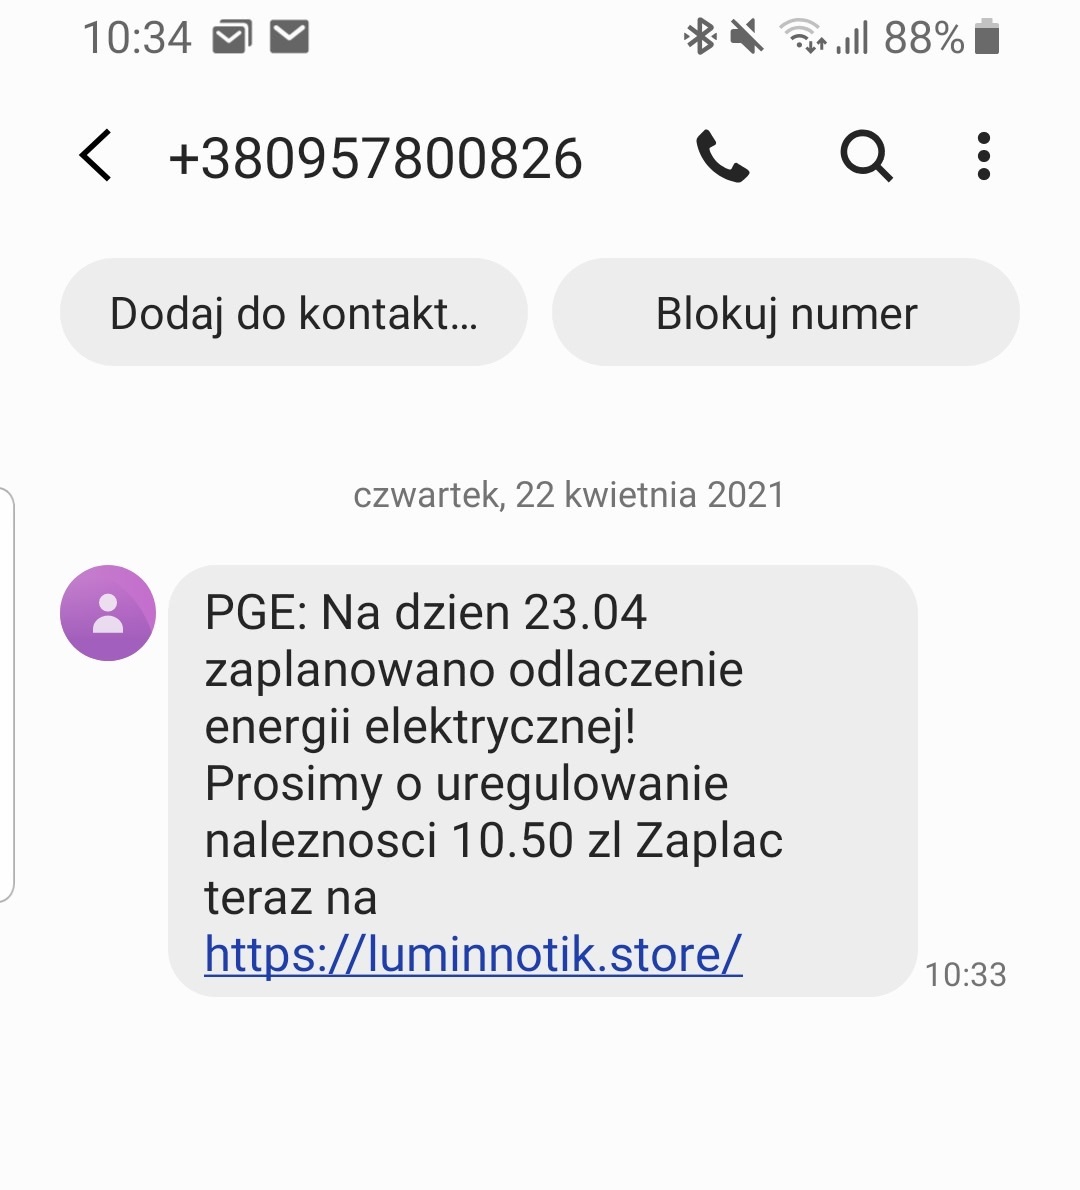 10:34 88%
+380957800826
Dodaj do kontakt...
Blokuj numer
czwartek, 22 kwietnia 2021
PGE: Na dzien 23.04
zaplanowano odlaczenie
energii elektrycznej!
Prosimy o uregulowanie
naleznosci 10.50 zl Zaplac
teraz na
https://luminnotik.store/
10:33